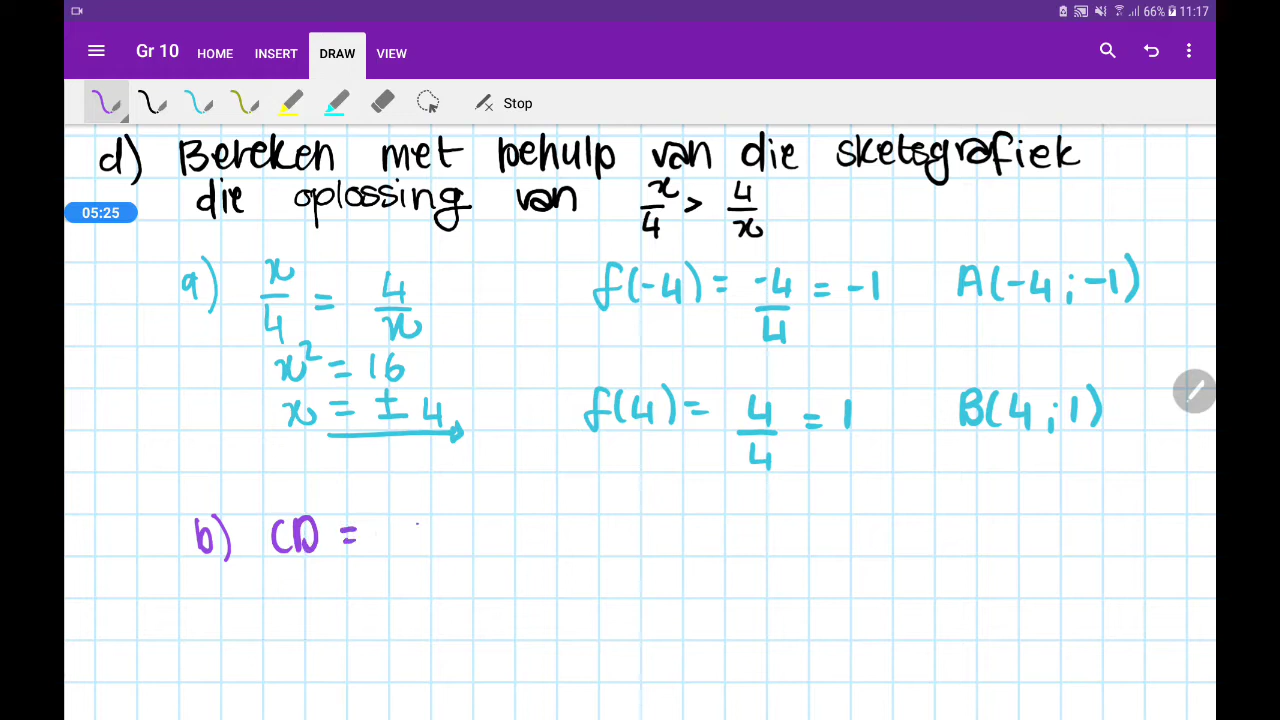 66% 11:17
Gr 10 HOME INSERT DRAW VIEW
Stop
d) Bereken met behulp van die sketsgrafiek
die oplossing van x/4 > 4/x
05:25
a) x/4 = 4/x f(-4) = -4/4 = -1 A(-4 ; -1)
x² = 16
x = ± 4 f(4) = 4/4 = 1 B(4 ; 1)
b) CD =